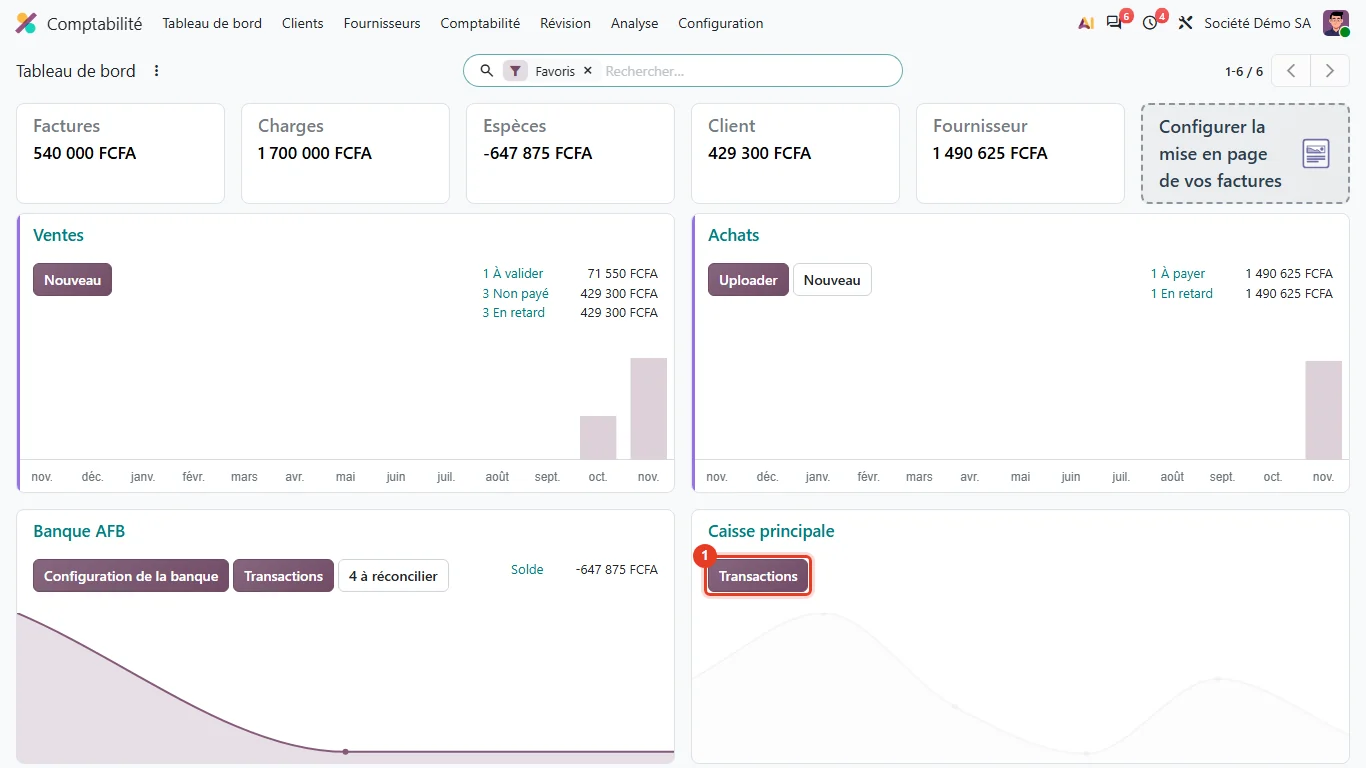 Comptabilité Tableau de bord Clients Fournisseurs Comptabilité Révision Analyse Configuration AI 6 4 Société Démo SA
Tableau de bord Favoris × Rechercher... 1-6 / 6
Factures
540 000 FCFA
Charges
1 700 000 FCFA
Espèces
-647 875 FCFA
Client
429 300 FCFA
Fournisseur
1 490 625 FCFA
Configurer la
mise en page
de vos factures
Ventes
Nouveau
1 À valider 71 550 FCFA
3 Non payé 429 300 FCFA
3 En retard 429 300 FCFA
nov. déc. janv. févr. mars avr. mai juin juil. août sept. oct. nov.
Achats
Uploader Nouveau
1 À payer 1 490 625 FCFA
1 En retard 1 490 625 FCFA
nov. déc. janv. févr. mars avr. mai juin juil. août sept. oct. nov.
Banque AFB
Configuration de la banque Transactions 4 à réconcilier
Solde -647 875 FCFA
Caisse principale
1
Transactions